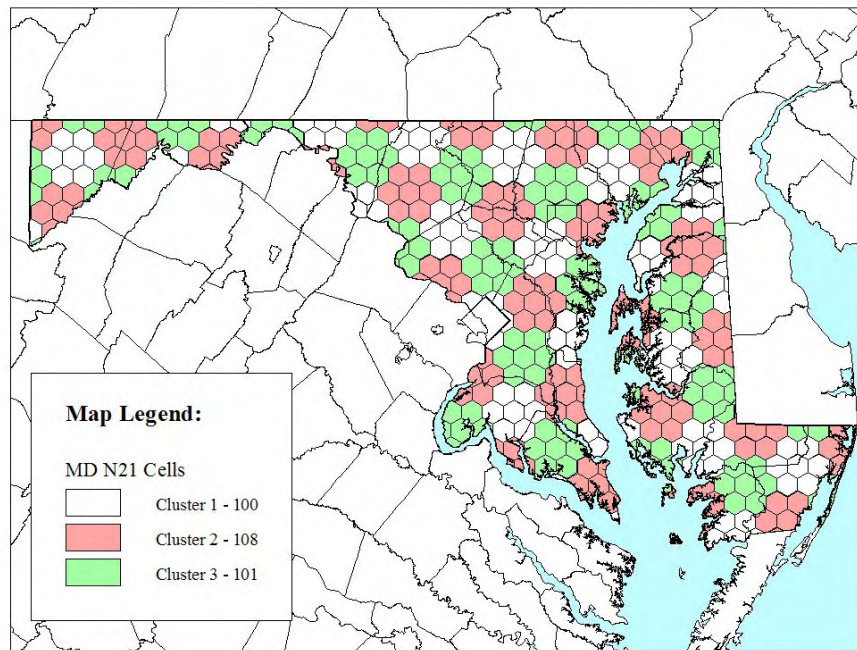 Map Legend:
MD N21 Cells
Cluster 1 - 100
Cluster 2 - 108
Cluster 3 - 101